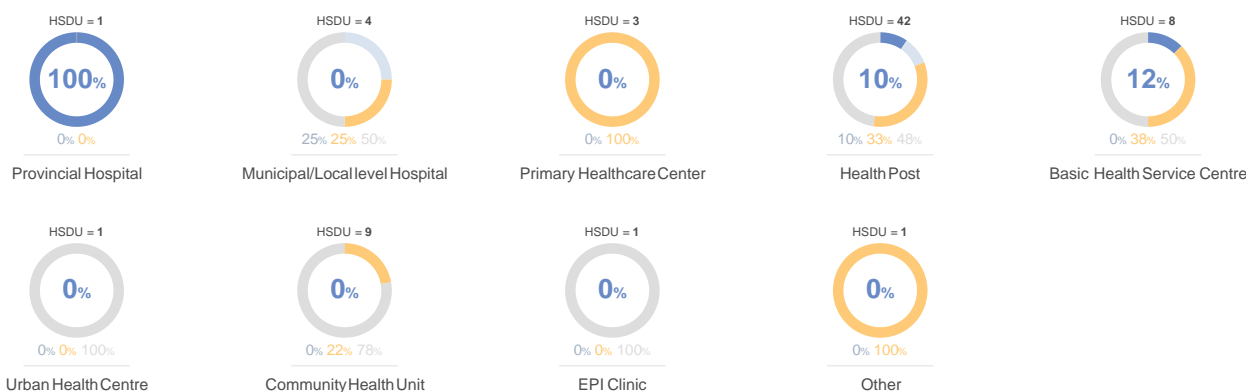 HSDU = 1
HSDU = 4
HSDU = 3
HSDU = 42
HSDU = 8
100%
0%
0%
10%
12%
0% 0%
25% 25% 50%
0% 100%
10% 33% 48%
0% 38% 50%
Provincial Hospital
Municipal/Local level Hospital
Primary Healthcare Center
Health Post
Basic Health Service Centre
HSDU = 1
HSDU = 9
HSDU = 1
HSDU = 1
0%
0%
0%
0%
0% 0% 100%
0% 22% 78%
0% 0% 100%
0% 100%
Urban Health Centre
Community Health Unit
EPI Clinic
Other